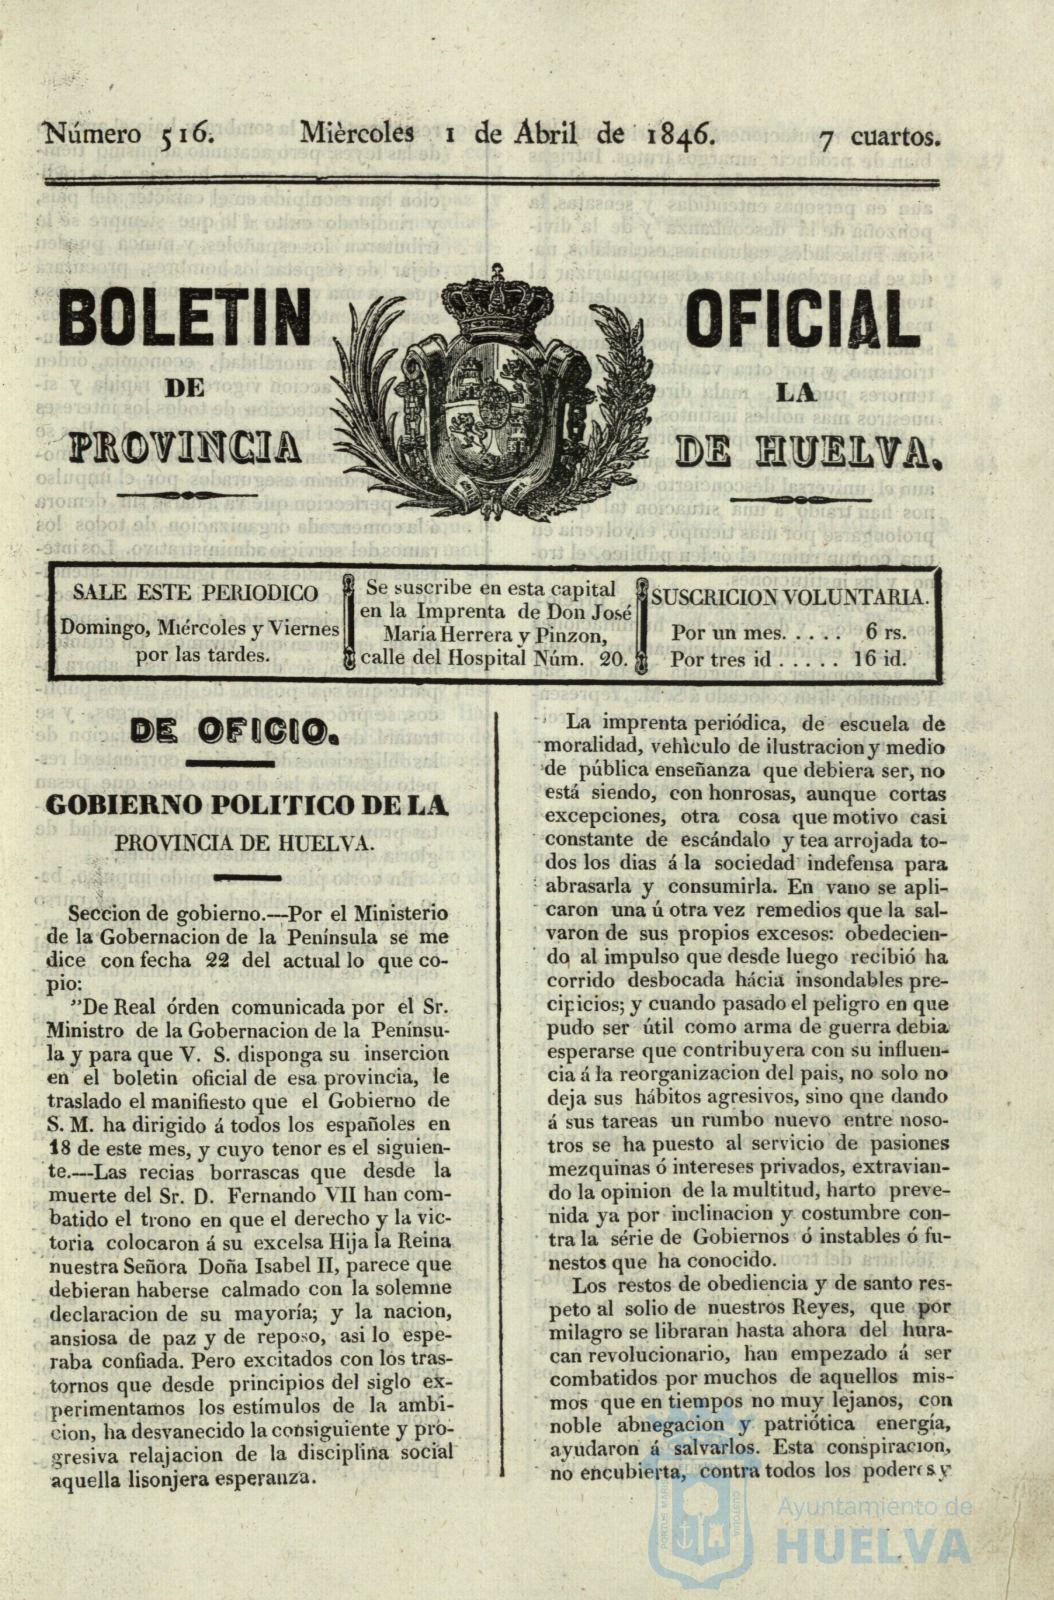 Número 516. Mièrcoles 1 de Abril de 1846. 7 cuartos.
BOLETIN OFICIAL
DE LA
PROVINCIA DE HUELVA.
SALE ESTE PERIODICO
Domingo, Miércoles y Viernes
por las tardes.
Se suscribe en esta capital
en la Imprenta de Don José
María Herrera y Pinzon,
calle del Hospital Núm. 20.
SUSCRICION VOLUNTARIA.
Por un mes. . . . . 6 rs.
Por tres id . . . . . 16 id.
DE OFICIO.
GOBIERNO POLITICO DE LA
PROVINCIA DE HUELVA.
Seccion de gobierno.---Por el Ministerio
de la Gobernacion de la Península se me
dice con fecha 22 del actual lo que co-
pio:
"De Real órden comunicada por el Sr.
Ministro de la Gobernacion de la Penínsu-
la y para que V. S. disponga su insercion
en el boletin oficial de esa provincia, le
traslado el manifiesto que el Gobierno de
S. M. ha dirigido á todos los españoles en
18 de este mes, y cuyo tenor es el siguien-
te.---Las recias borrascas que desde la
muerte del Sr. D. Fernando VII han com-
batido el trono en que el derecho y la vic-
toria colocaron á su excelsa Hija la Reina
nuestra Señora Doña Isabel II, parece que
debieran haberse calmado con la solemne
declaracion de su mayoría; y la nacion,
ansiosa de paz y de reposo, asi lo espe-
raba confiada. Pero excitados con los tras-
tornos que desde principios del siglo ex-
perimentamos los estímulos de la ambi-
cion, ha desvanecido la consiguiente y pro-
gresiva relajacion de la disciplina social
aquella lisonjera esperanza.
La imprenta periódica, de escuela de
moralidad, vehìculo de ilustracion y medio
de pública enseñanza que debiera ser, no
está siendo, con honrosas, aunque cortas
excepciones, otra cosa que motivo casi
constante de escándalo y tea arrojada to-
dos los dias á la sociedad indefensa para
abrasarla y consumirla. En vano se apli-
caron una ú otra vez remedios que la sal-
varon de sus propios excesos: obedecien-
do al impulso que desde luego recibió ha
corrido desbocada hácia insondables pre-
cipicios; y cuando pasado el peligro en que
pudo ser útil como arma de guerra debia
esperarse que contribuyera con su influen-
cia á la reorganizacion del pais, no solo no
deja sus hábitos agresivos, sino que dando
á sus tareas un rumbo nuevo entre noso-
tros se ha puesto al servicio de pasiones
mezquinas ó intereses privados, extravian-
do la opinion de la multitud, harto preve-
nida ya por inclinacion y costumbre con-
tra la série de Gobiernos ó instables ó fu-
nestos que ha conocido.
Los restos de obediencia y de santo res-
peto al solio de nuestros Reyes, que por
milagro se libraran hasta ahora del hura-
can revolucionario, han empezado á ser
combatidos por muchos de aquellos mis-
mos que en tiempos no muy lejanos, con
noble abnegacion y patriótica energía,
ayudaron á salvarlos. Esta conspiracion,
no encubierta, contra todos los poderes y
Ayuntamiento de
HUELVA